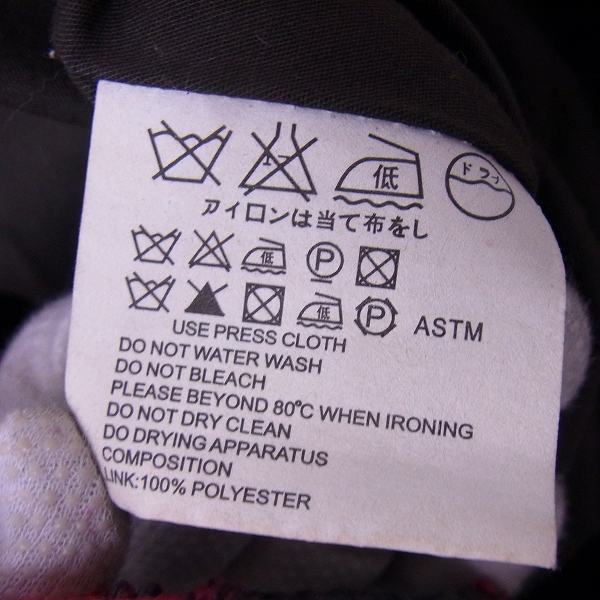 低 ドライ
アイロンは当て布をし
低 P
低 P ASTM
USE PRESS CLOTH
DO NOT WATER WASH
DO NOT BLEACH
PLEASE BEYOND 80°C WHEN IRONING
DO NOT DRY CLEAN
DO DRYING APPARATUS
COMPOSITION
LINK:100% POLYESTER